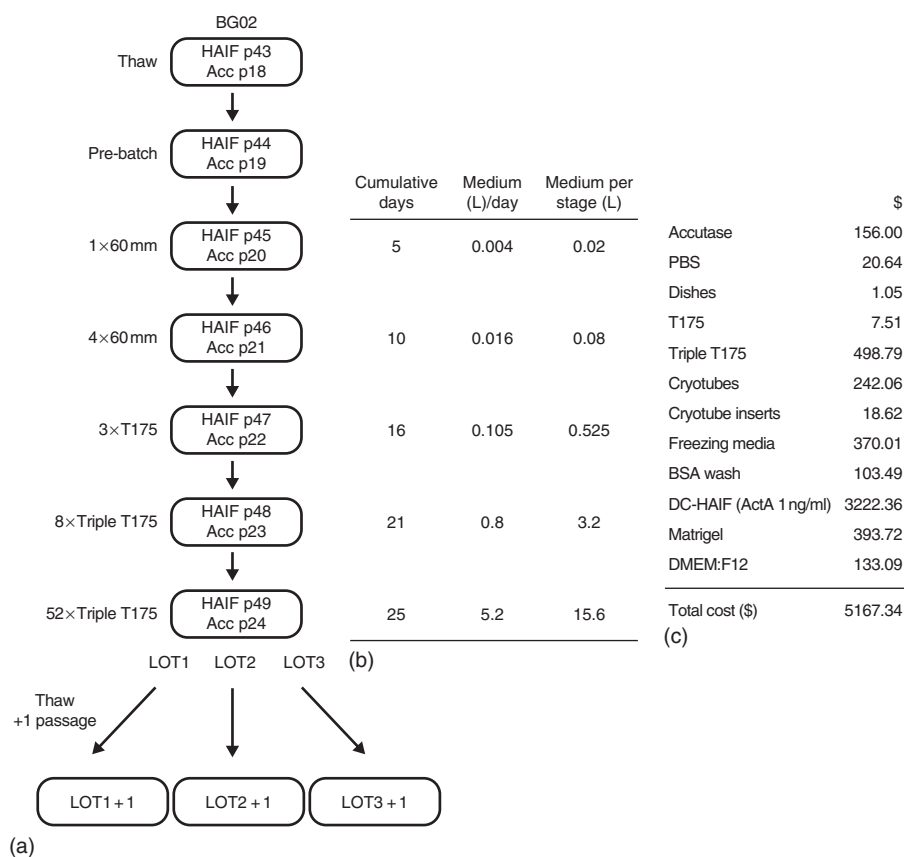 BG02
Thaw
HAIF p43
Acc p18
Pre-batch
HAIF p44
Acc p19
1×60 mm
HAIF p45
Acc p20
4×60 mm
HAIF p46
Acc p21
3×T175
HAIF p47
Acc p22
8×Triple T175
HAIF p48
Acc p23
52×Triple T175
HAIF p49
Acc p24
LOT1 LOT2 LOT3
Thaw
+1 passage
LOT1 + 1 LOT2 + 1 LOT3 + 1
(a)
Cumulative days Medium (L)/day Medium per stage (L)
5 0.004 0.02
10 0.016 0.08
16 0.105 0.525
21 0.8 3.2
25 5.2 15.6
(b)
$
Accutase 156.00
PBS 20.64
Dishes 1.05
T175 7.51
Triple T175 498.79
Cryotubes 242.06
Cryotube inserts 18.62
Freezing media 370.01
BSA wash 103.49
DC-HAIF (ActA 1 ng/ml) 3222.36
Matrigel 393.72
DMEM:F12 133.09
Total cost ($) 5167.34
(c)